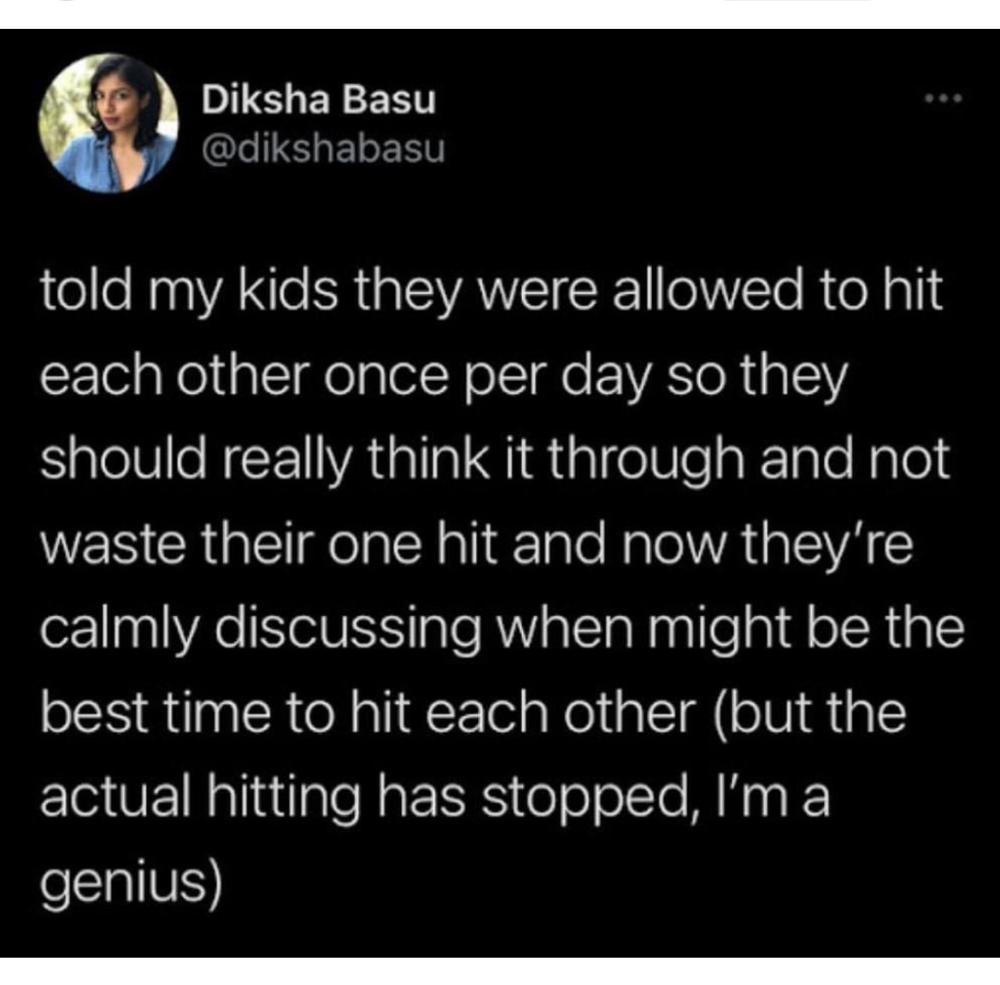 Diksha Basu
@dikshabasu
told my kids they were allowed to hit
each other once per day so they
should really think it through and not
waste their one hit and now they're
calmly discussing when might be the
best time to hit each other (but the
actual hitting has stopped, I'm a
genius)